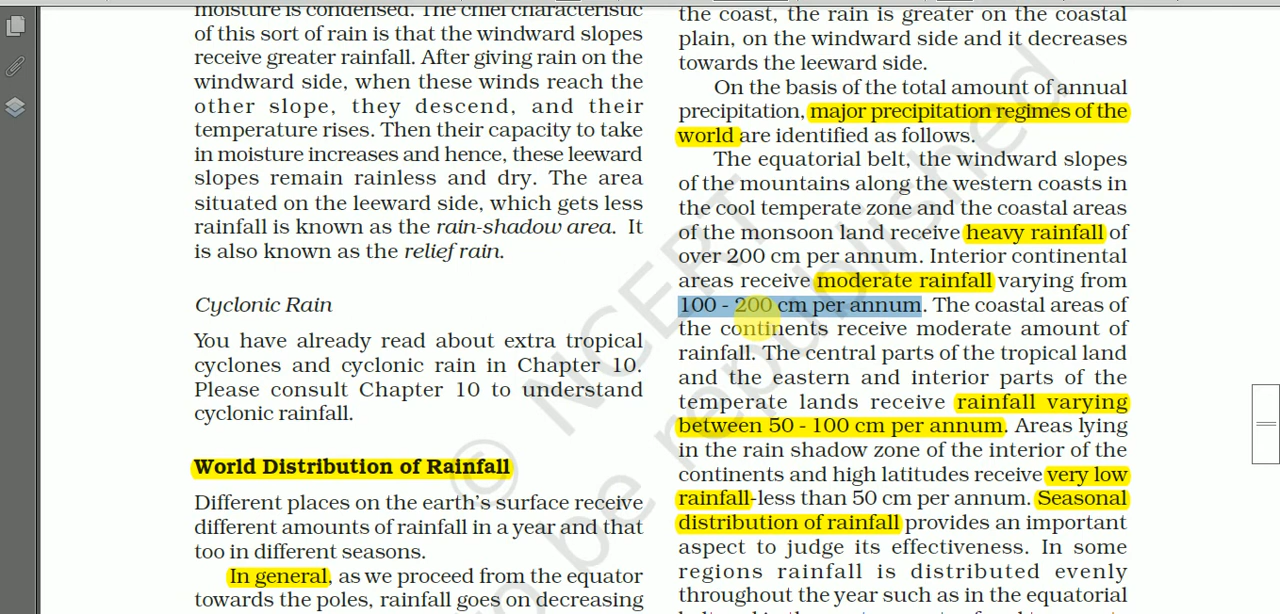 moisture is condensed. The chief characteristic
of this sort of rain is that the windward slopes
receive greater rainfall. After giving rain on the
windward side, when these winds reach the
other slope, they descend, and their
temperature rises. Then their capacity to take
in moisture increases and hence, these leeward
slopes remain rainless and dry. The area
situated on the leeward side, which gets less
rainfall is known as the rain-shadow area. It
is also known as the relief rain.
Cyclonic Rain
You have already read about extra tropical
cyclones and cyclonic rain in Chapter 10.
Please consult Chapter 10 to understand
cyclonic rainfall.
World Distribution of Rainfall
Different places on the earth's surface receive
different amounts of rainfall in a year and that
too in different seasons.
In general, as we proceed from the equator
towards the poles, rainfall goes on decreasing
the coast, the rain is greater on the coastal
plain, on the windward side and it decreases
towards the leeward side.
On the basis of the total amount of annual
precipitation, major precipitation regimes of the
world are identified as follows.
The equatorial belt, the windward slopes
of the mountains along the western coasts in
the cool temperate zone and the coastal areas
of the monsoon land receive heavy rainfall of
over 200 cm per annum. Interior continental
areas receive moderate rainfall varying from
100 - 200 cm per annum. The coastal areas of
the continents receive moderate amount of
rainfall. The central parts of the tropical land
and the eastern and interior parts of the
temperate lands receive rainfall varying
between 50 - 100 cm per annum. Areas lying
in the rain shadow zone of the interior of the
continents and high latitudes receive very low
rainfall-less than 50 cm per annum. Seasonal
distribution of rainfall provides an important
aspect to judge its effectiveness. In some
regions rainfall is distributed evenly
throughout the year such as in the equatorial
© NCERT
to be republished